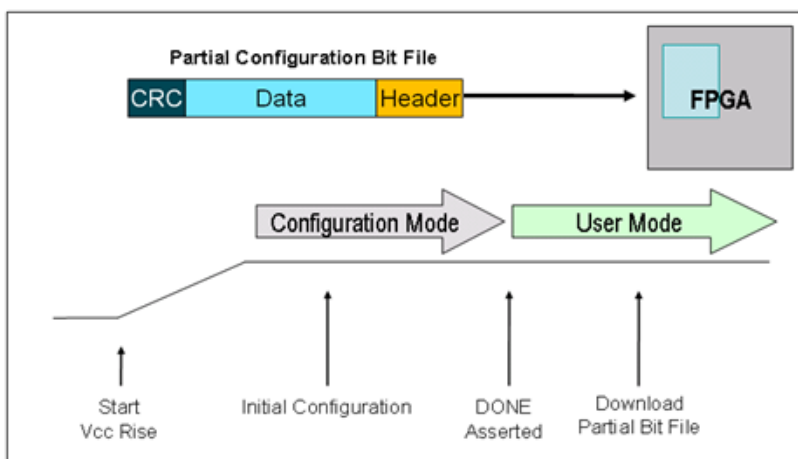 Partial Configuration Bit File
CRC Data Header
FPGA
Configuration Mode
User Mode
Start
Vcc Rise
Initial Configuration
DONE
Asserted
Download
Partial Bit File